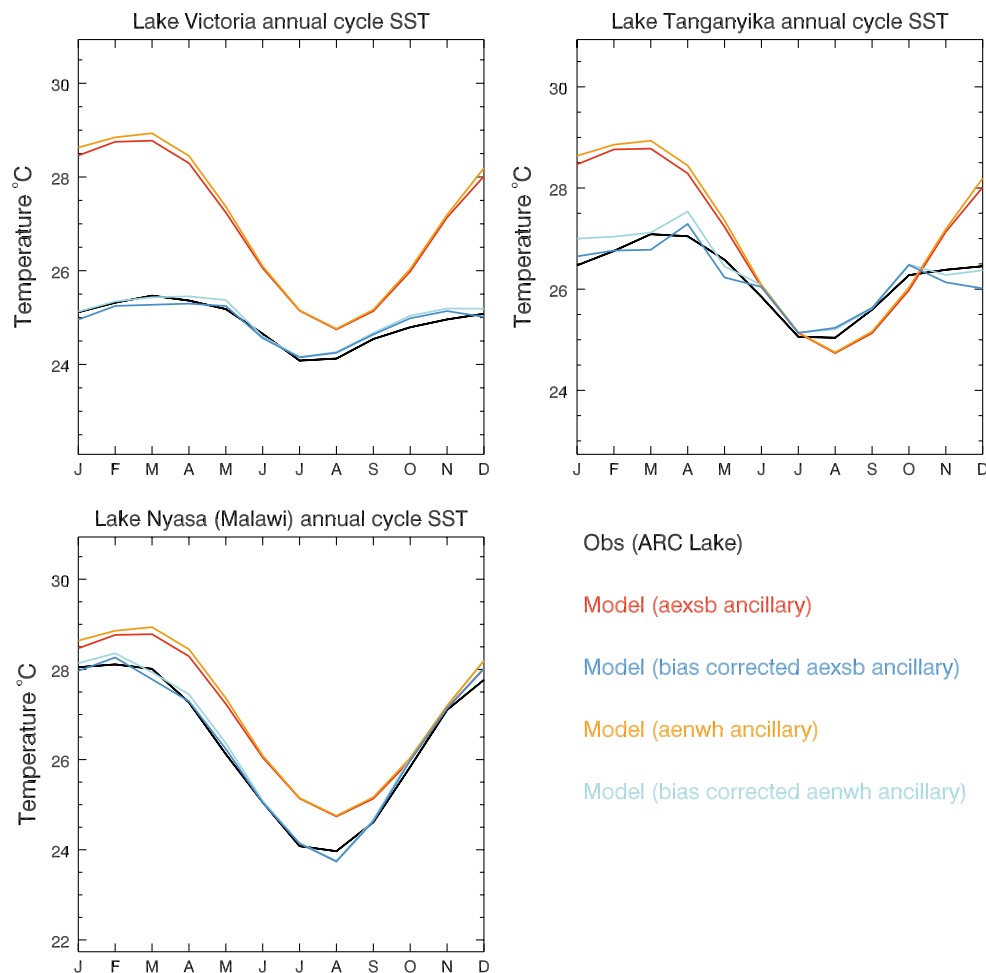 Lake Victoria annual cycle SST
Temperature °C
30
28
26
24
J F M A M J J A S O N D
Lake Tanganyika annual cycle SST
Temperature °C
30
28
26
24
J F M A M J J A S O N D
Lake Nyasa (Malawi) annual cycle SST
Temperature °C
30
28
26
24
22
J F M A M J J A S O N D
Obs (ARC Lake)
Model (aexsb ancillary)
Model (bias corrected aexsb ancillary)
Model (aenwh ancillary)
Model (bias corrected aenwh ancillary)